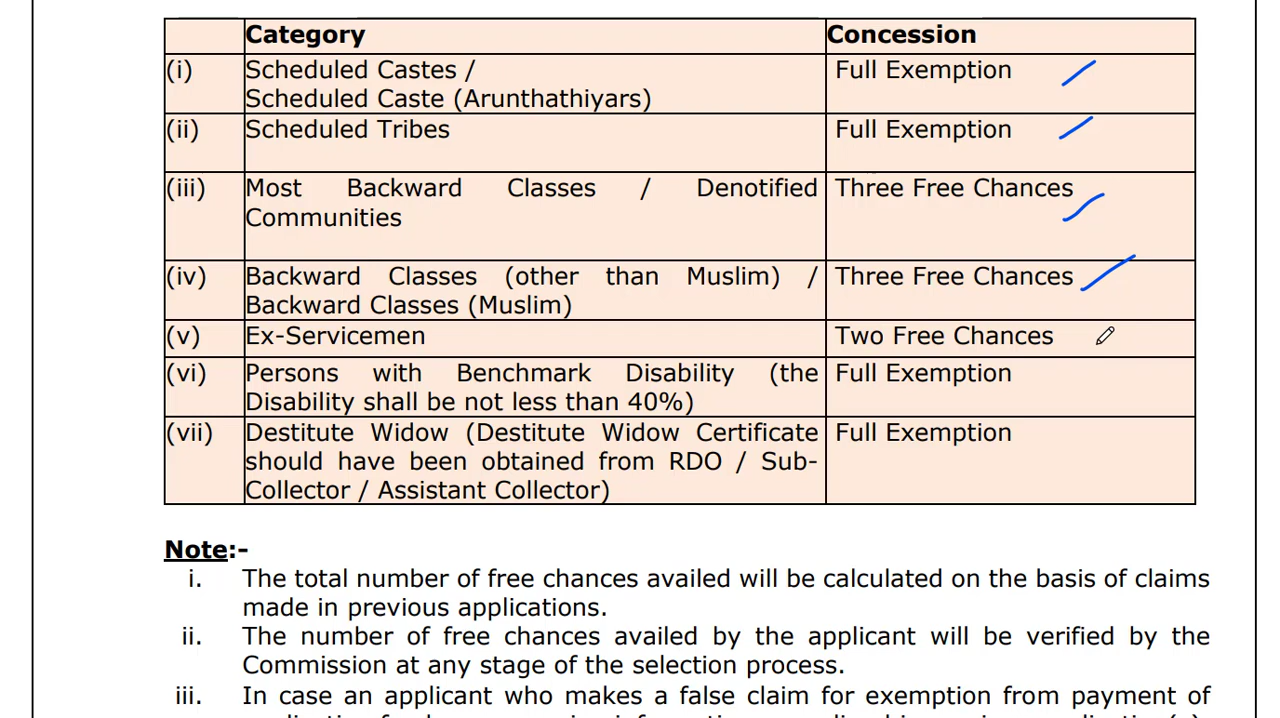 Category Concession
(i) Scheduled Castes / Full Exemption
Scheduled Caste (Arunthathiyars)
(ii) Scheduled Tribes Full Exemption
(iii) Most Backward Classes / Denotified Three Free Chances
Communities
(iv) Backward Classes (other than Muslim) / Three Free Chances
Backward Classes (Muslim)
(v) Ex-Servicemen Two Free Chances
(vi) Persons with Benchmark Disability (the Full Exemption
Disability shall be not less than 40%)
(vii) Destitute Widow (Destitute Widow Certificate Full Exemption
should have been obtained from RDO / Sub-
Collector / Assistant Collector)
Note:-
i. The total number of free chances availed will be calculated on the basis of claims
made in previous applications.
ii. The number of free chances availed by the applicant will be verified by the
Commission at any stage of the selection process.
iii. In case an applicant who makes a false claim for exemption from payment of